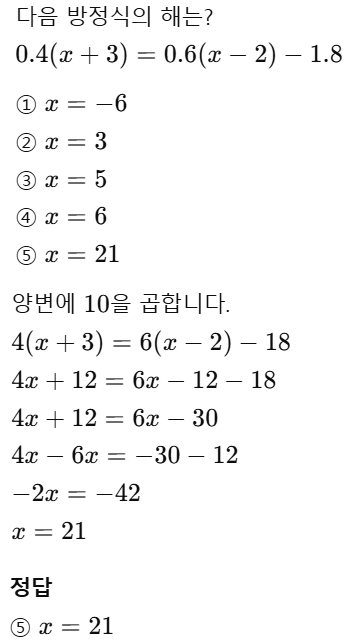 다음 방정식의 해는?
0.4(x + 3) = 0.6(x − 2) − 1.8
① x = −6
② x = 3
③ x = 5
④ x = 6
⑤ x = 21
양변에 10을 곱합니다.
4(x + 3) = 6(x − 2) − 18
4x + 12 = 6x − 12 − 18
4x + 12 = 6x − 30
4x − 6x = −30 − 12
−2x = −42
x = 21
정답
⑤ x = 21